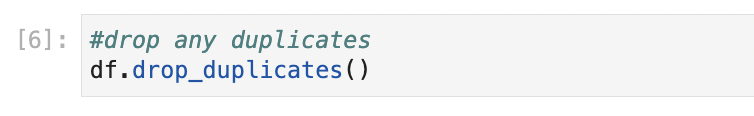 [6]: #drop any duplicates
df.drop_duplicates()